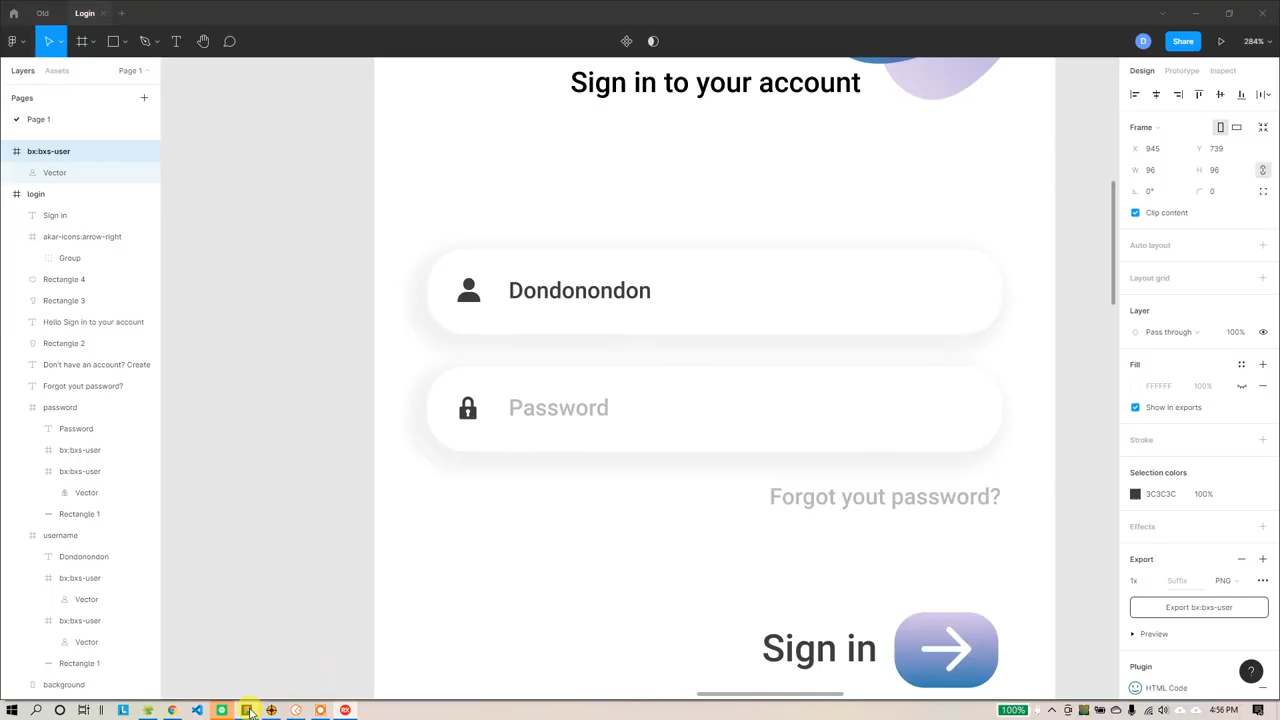 Old
Login
Share
284%
Layers
Assets
Page 1
Pages
Page 1
bx:bxs-user
Vector
login
Sign in
akar-icons:arrow-right
Group
Rectangle 4
Rectangle 3
Hello Sign in to your account
Rectangle 2
Don't have an account? Create
Forgot yout password?
password
Password
bx:bxs-user
bx:bxs-user
Vector
Rectangle 1
username
Dondonondon
bx:bxs-user
Vector
bx:bxs-user
Vector
Rectangle 1
background
Sign in to your account
Dondonondon
Password
Forgot yout password?
Sign in
Design
Prototype
Inspect
Frame
X 945
Y 739
W 96
H 96
0°
0
Clip content
Auto layout
Layout grid
Layer
Pass through
100%
Fill
FFFFFF
100%
Show in exports
Stroke
Selection colors
3C3C3C
100%
Effects
Export
1x
Suffix
PNG
Export bx:bxs-user
Preview
Plugin
HTML Code
?
D
100%
4:56 PM